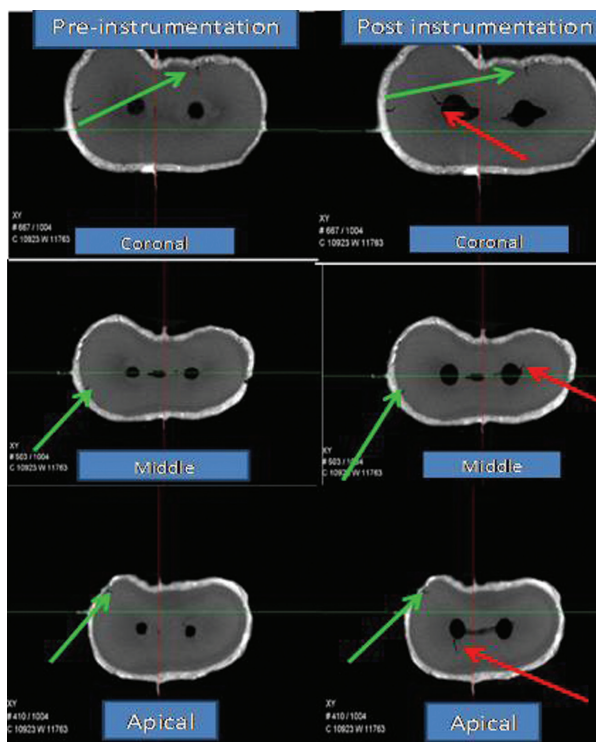 Pre-instrumentation
Post instrumentation
XY
# 667 / 1004
C 10923 W 11763
Coronal
XY
# 667 / 1004
C 10923 W 11763
Coronal
XY
# 503 / 1004
C 10923 W 11763
Middle
XY
# 503 / 1004
C 10923 W 11763
Middle
XY
# 410 / 1004
C 10923 W 11763
Apical
XY
# 410 / 1004
C 10923 W 11763
Apical